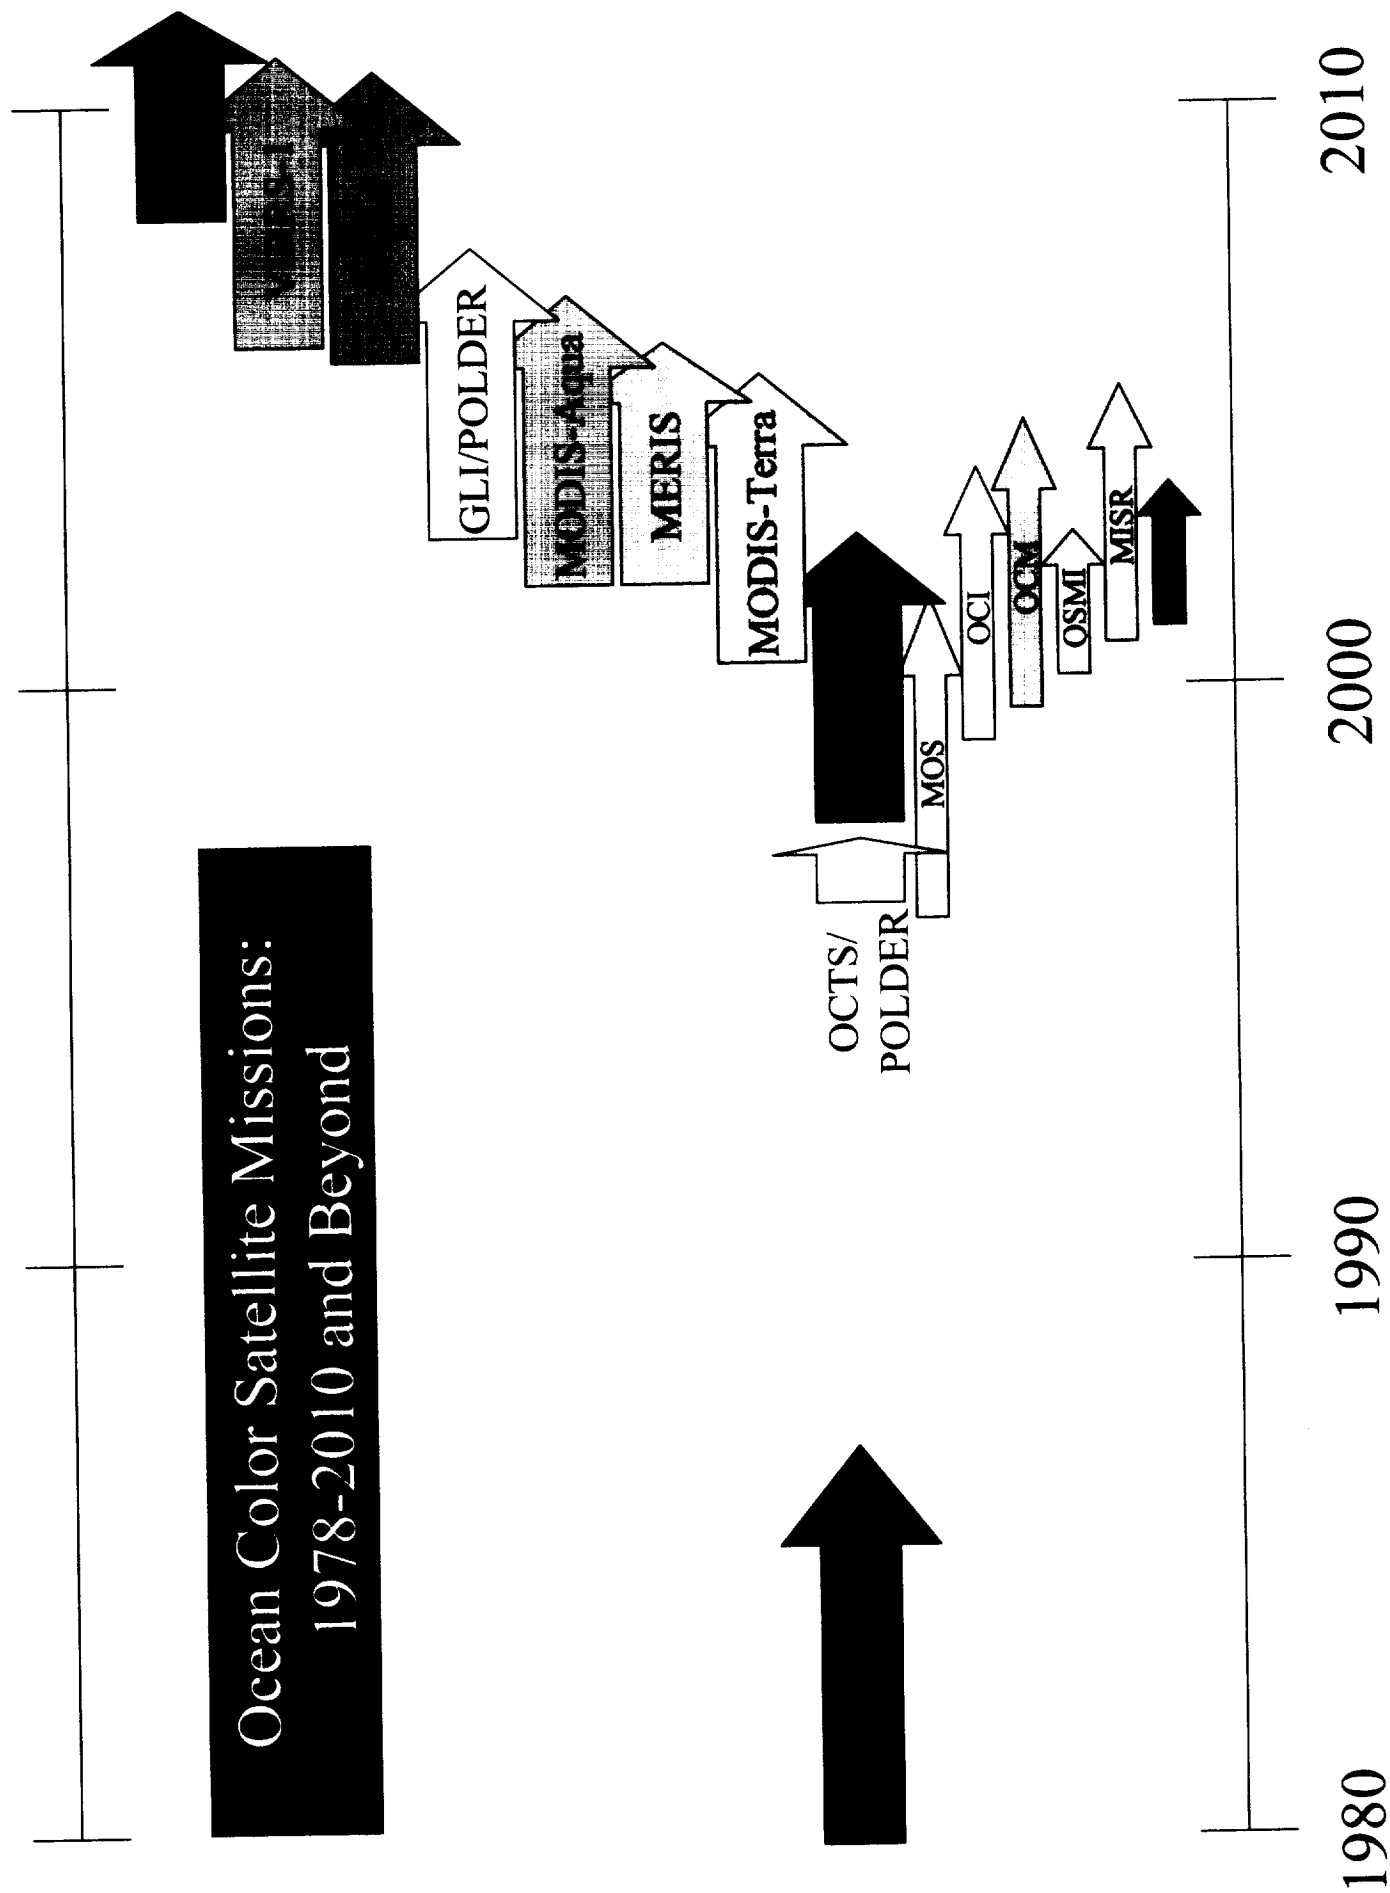 Ocean Color Satellite Missions:
1978-2010 and Beyond
GLI/POLDER
MODIS-Aqua
MERIS
MODIS-Terra
OCTS/
POLDER
MOS
OCI
OCM
OSMI
MISR
1980
1990
2000
2010